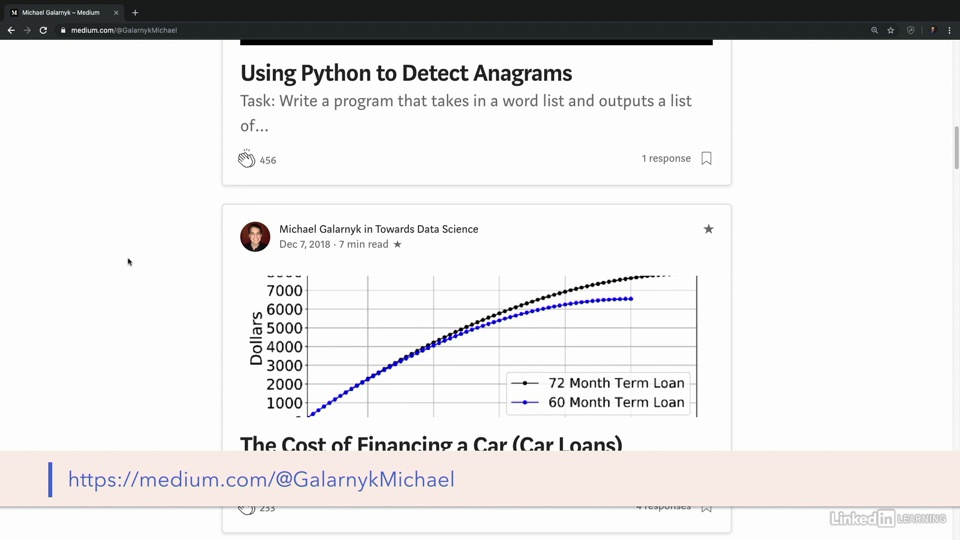 Michael Galarnyk – Medium
medium.com/@GalarnykMichael
Using Python to Detect Anagrams
Task: Write a program that takes in a word list and outputs a list
of...
456
1 response
Michael Galarnyk in Towards Data Science
Dec 7, 2018 · 7 min read ★
7000
6000
5000
4000
3000
2000
1000
Dollars
72 Month Term Loan
60 Month Term Loan
The Cost of Financing a Car (Car Loans)
https://medium.com/@GalarnykMichael
233
4 responses
Linked in LEARNING